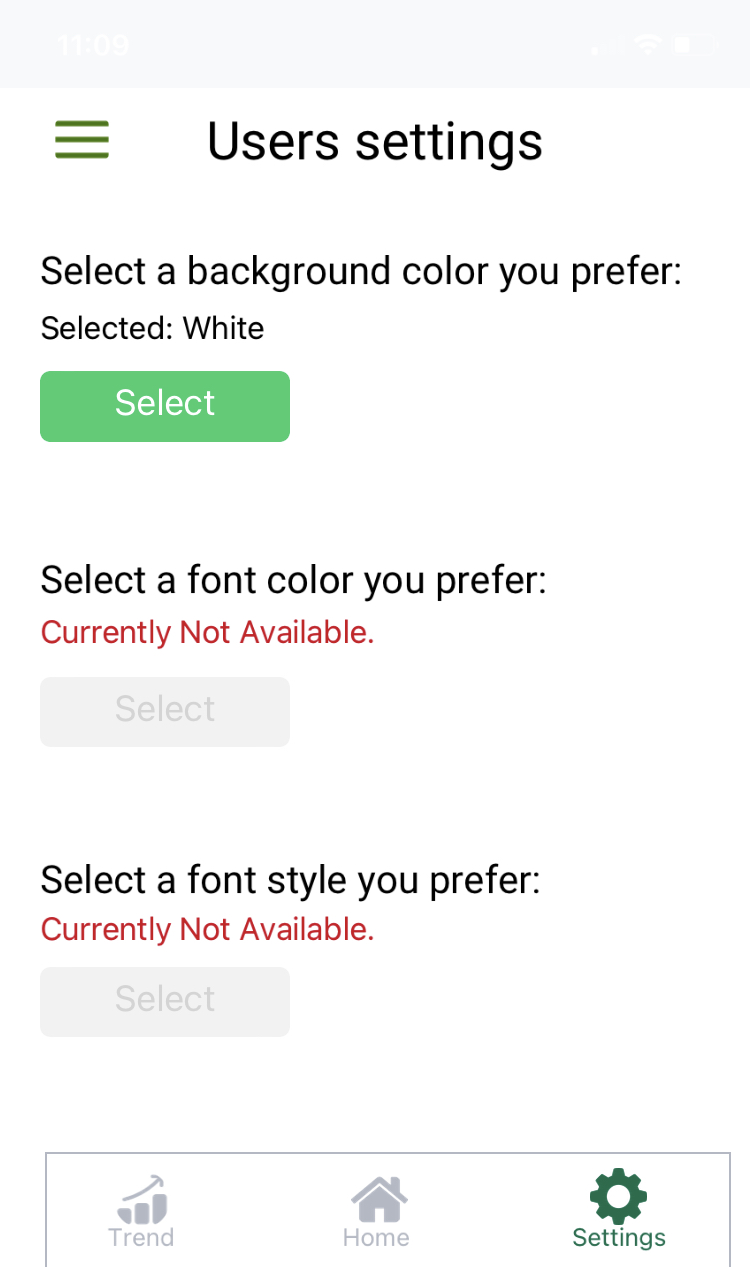 11:09
Users settings
Select a background color you prefer:
Selected: White
Select
Select a font color you prefer:
Currently Not Available.
Select
Select a font style you prefer:
Currently Not Available.
Select
Trend Home Settings